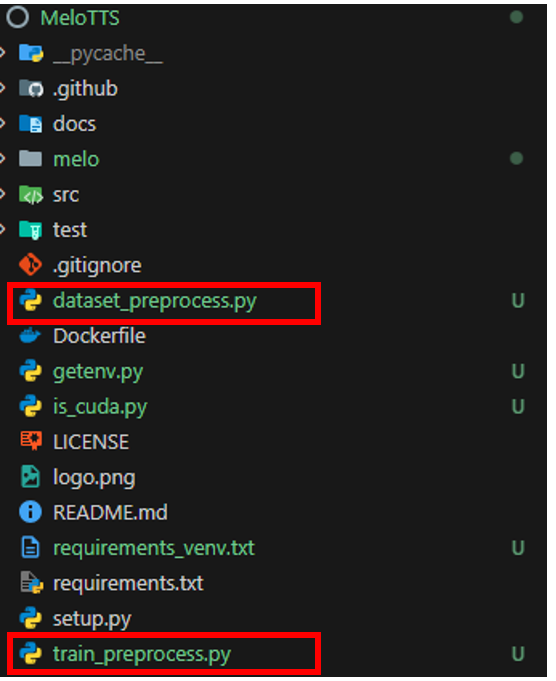 MeloTTS
__pycache__
.github
docs
melo
src
test
.gitignore
dataset_preprocess.py U
Dockerfile
getenv.py U
is_cuda.py U
LICENSE
logo.png
README.md
requirements_venv.txt U
requirements.txt
setup.py
train_preprocess.py U